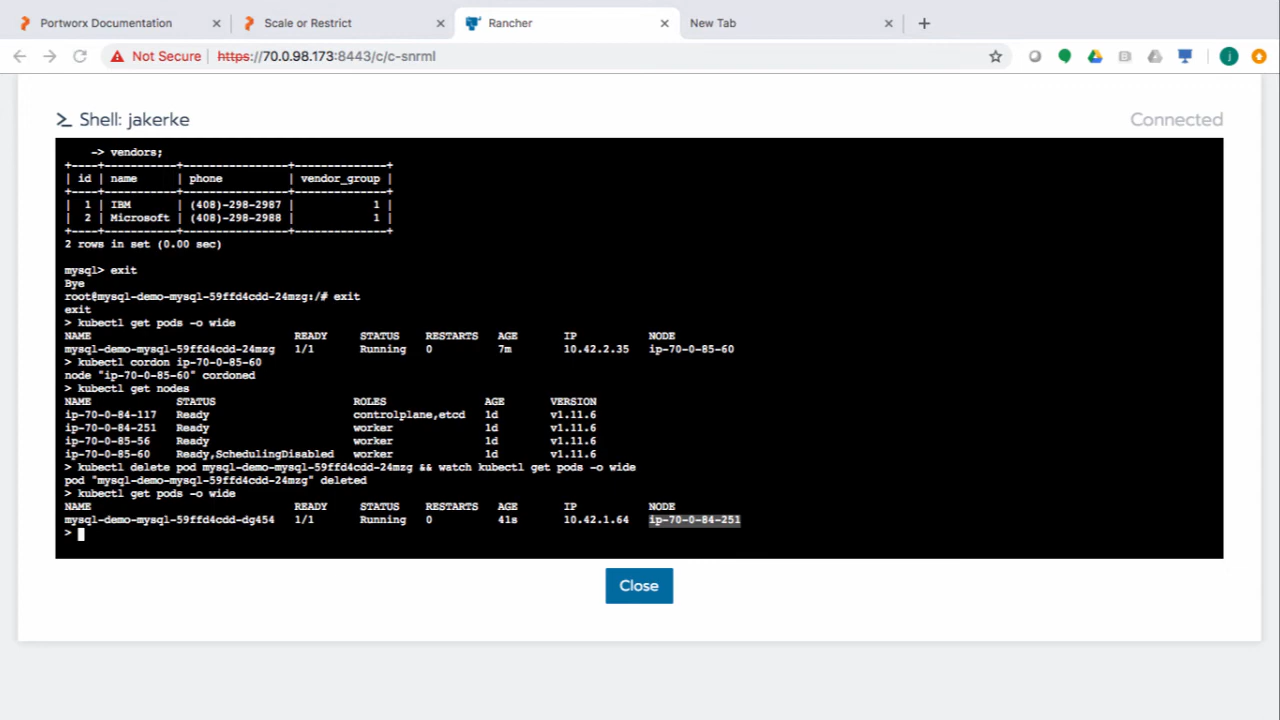 Portworx Documentation × Scale or Restrict × Rancher × New Tab × +
Not Secure https://70.0.98.173:8443/c/c-snrml j
>_ Shell: jakerke Connected
-> vendors;
+----+-----------+----------------+--------------+
| id | name | phone | vendor_group |
+----+-----------+----------------+--------------+
| 1 | IBM | (408)-298-2987 | 1 |
| 2 | Microsoft | (408)-298-2988 | 1 |
+----+-----------+----------------+--------------+
2 rows in set (0.00 sec)
mysql> exit
Bye
root@mysql-demo-mysql-59ffd4cdd-24mzg:/# exit
exit
> kubectl get pods -o wide
NAME READY STATUS RESTARTS AGE IP NODE
mysql-demo-mysql-59ffd4cdd-24mzg 1/1 Running 0 7m 10.42.2.35 ip-70-0-85-60
> kubectl cordon ip-70-0-85-60
node "ip-70-0-85-60" cordoned
> kubectl get nodes
NAME STATUS ROLES AGE VERSION
ip-70-0-84-117 Ready controlplane,etcd 1d v1.11.6
ip-70-0-84-251 Ready worker 1d v1.11.6
ip-70-0-85-56 Ready worker 1d v1.11.6
ip-70-0-85-60 Ready,SchedulingDisabled worker 1d v1.11.6
> kubectl delete pod mysql-demo-mysql-59ffd4cdd-24mzg && watch kubectl get pods -o wide
pod "mysql-demo-mysql-59ffd4cdd-24mzg" deleted
> kubectl get pods -o wide
NAME READY STATUS RESTARTS AGE IP NODE
mysql-demo-mysql-59ffd4cdd-dg454 1/1 Running 0 41s 10.42.1.64 ip-70-0-84-251
>
Close